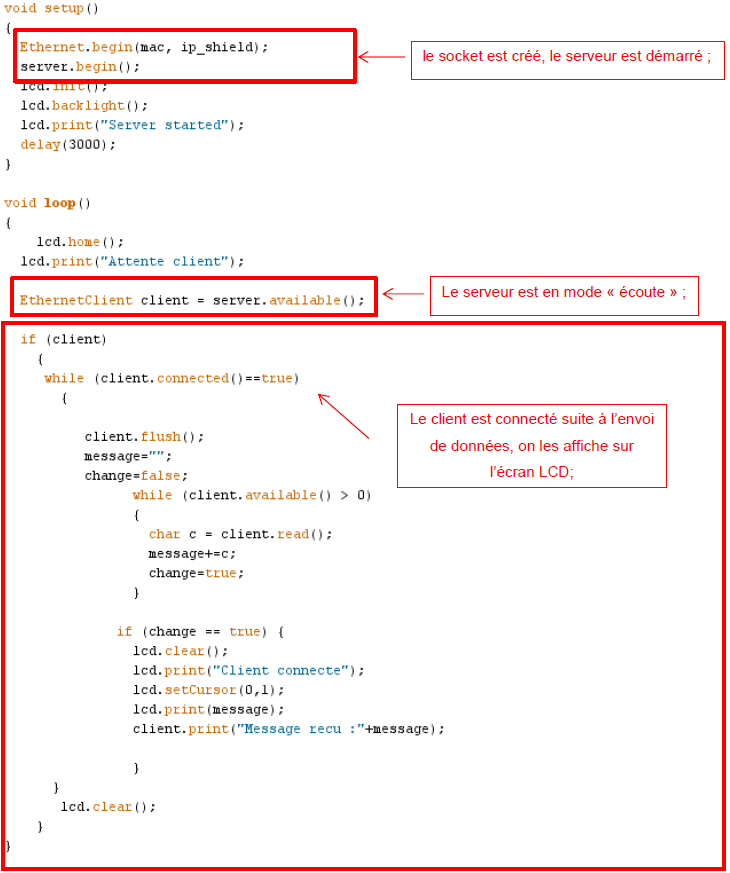 void setup()
{
Ethernet.begin(mac, ip_shield);
le socket est créé, le serveur est démarré ;
server.begin();
lcd.init();
lcd.backlight();
lcd.print("Server started");
delay(3000);
}
void loop()
{
lcd.home();
lcd.print("Attente client");
EthernetClient client = server.available();
Le serveur est en mode « écoute » ;
if (client)
{
while (client.connected()==true)
{
Le client est connecté suite à l'envoi
de données, on les affiche sur
l'écran LCD;
client.flush();
message="";
change=false;
while (client.available() > 0)
{
char c = client.read();
message+=c;
change=true;
}
if (change == true) {
lcd.clear();
lcd.print("Client connecte");
lcd.setCursor(0,1);
lcd.print(message);
client.print("Message recu :"+message);
}
}
lcd.clear();
}
}